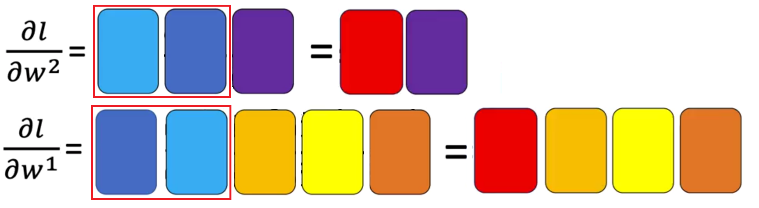 ∂l/∂w² = =
∂l/∂w¹ = =